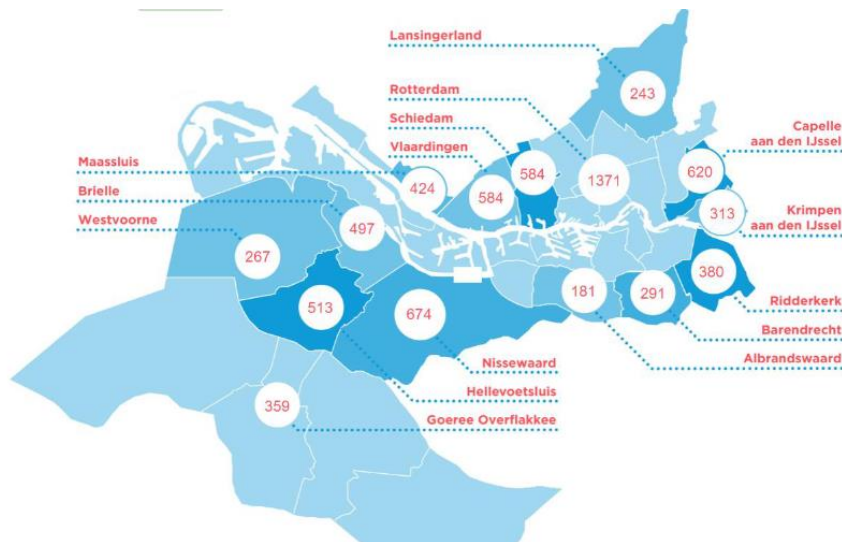 Lansingerland
243
Rotterdam
Schiedam
Vlaardingen
Capelle
aan den IJssel
Maassluis
Brielle
Westvoorne
424
584
584
1371
620
313
Krimpen
aan den IJssel
497
267
380
181
291
513
674
Ridderkerk
Barendrecht
Albrandswaard
Nissewaard
Hellevoetsluis
359
Goeree Overflakkee